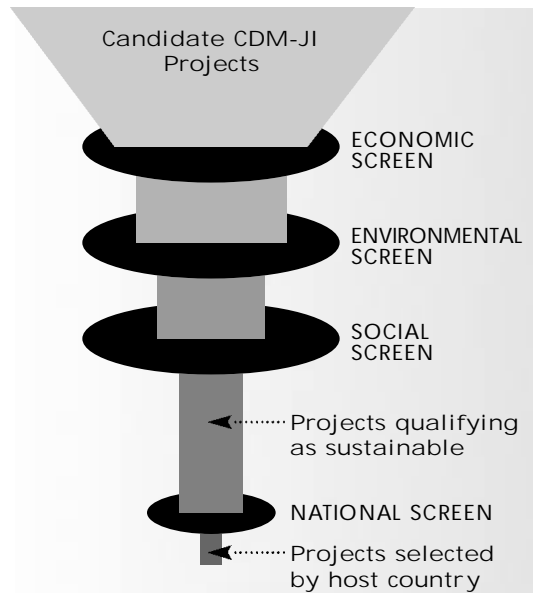 Candidate CDM-JI
Projects
ECONOMIC
SCREEN
ENVIRONMENTAL
SCREEN
SOCIAL
SCREEN
Projects qualifying
as sustainable
NATIONAL SCREEN
Projects selected
by host country